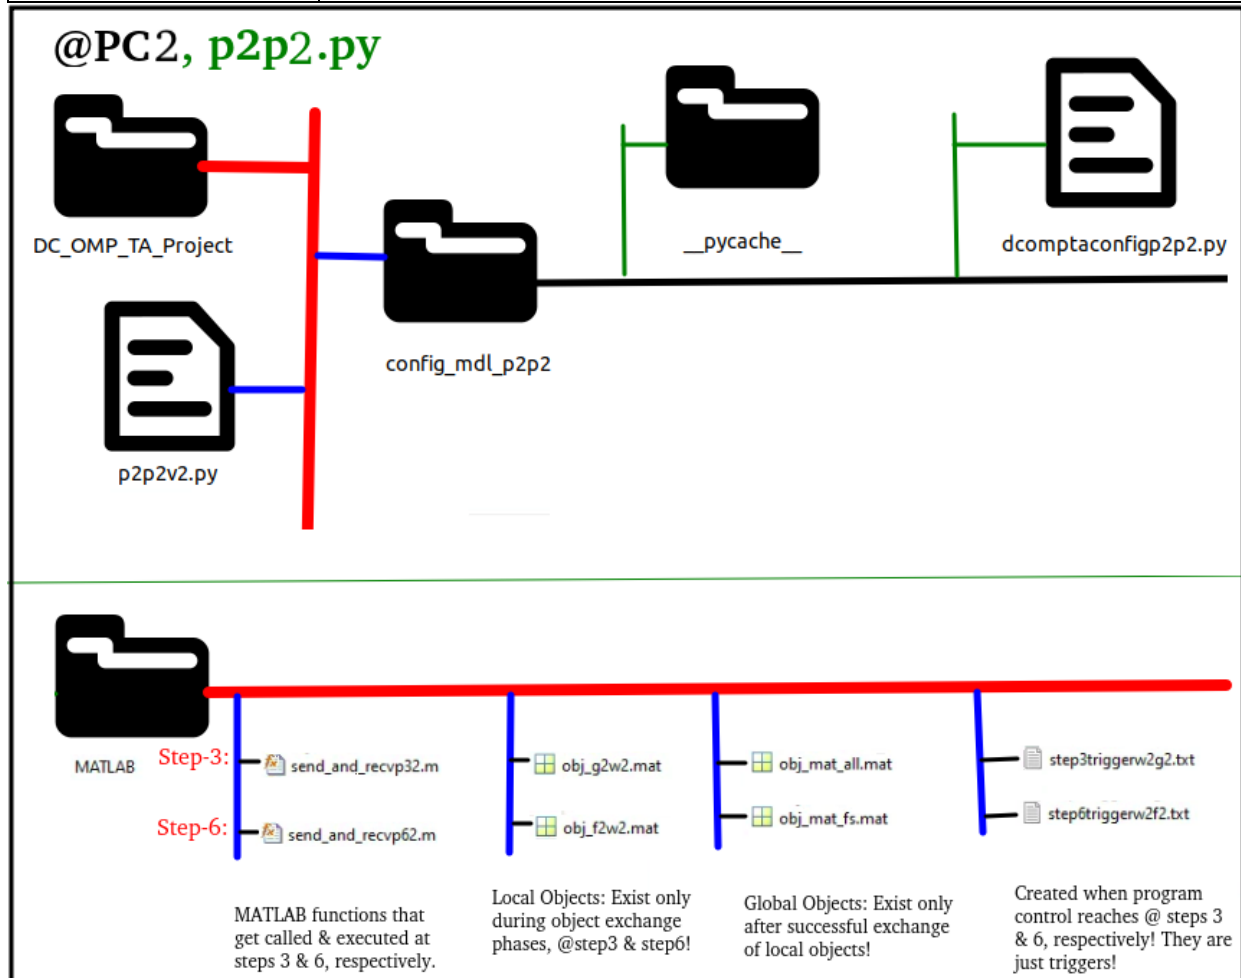 @PC2, p2p2.py
DC_OMP_TA_Project
__pycache__
dcomptaconfigp2p2.py
config_mdl_p2p2
p2p2v2.py
MATLAB
Step-3:
send_and_recvp32.m
obj_g2w2.mat
obj_mat_all.mat
step3triggerw2g2.txt
Step-6:
send_and_recvp62.m
obj_f2w2.mat
obj_mat_fs.mat
step6triggerw2f2.txt
MATLAB functions that
get called & executed at
steps 3 & 6, respectively.
Local Objects: Exist only
during object exchange
phases, @step3 & step6!
Global Objects: Exist only
after successful exchange
of local objects!
Created when program
control reaches @ steps 3
& 6, respectively! They are
just triggers!